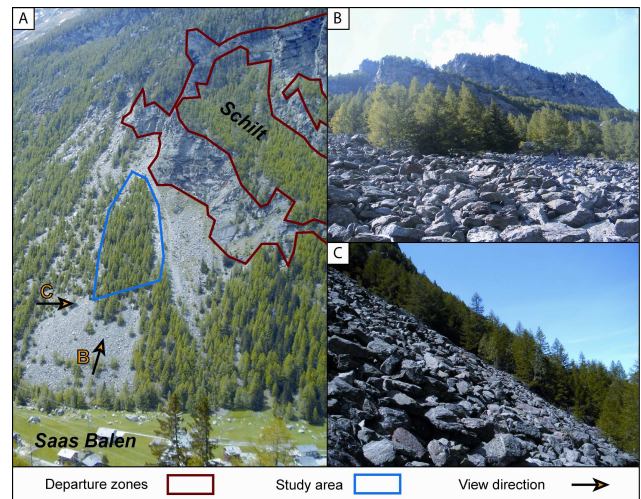 A
B
Schilt
C
C
B
Saas Balen
Departure zones
Study area
View direction